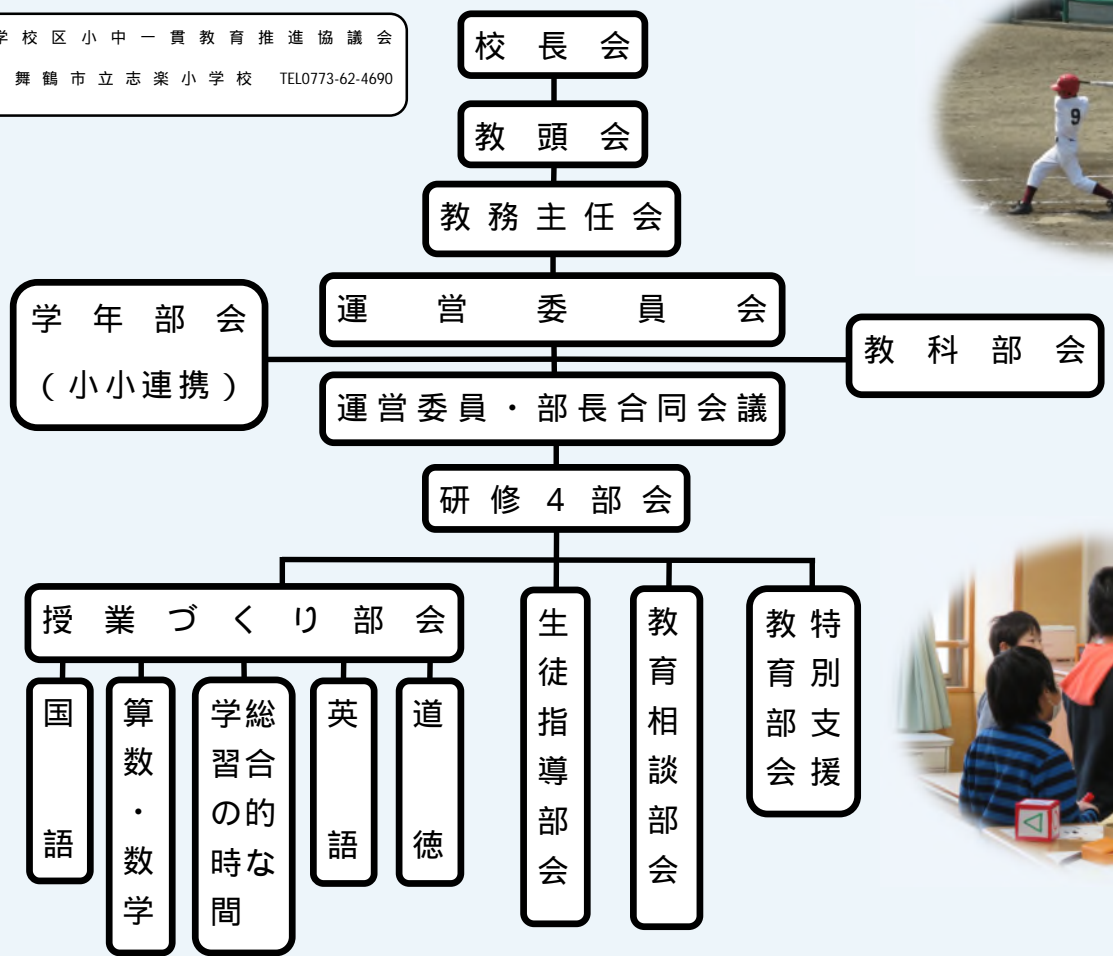 学校区小中一貫教育推進協議会
舞鶴市立志楽小学校 TEL0773-62-4690
校長会
教頭会
教務主任会
運営委員会
学年部会
（小小連携）
教科部会
運営委員・部長合同会議
研修４部会
授業づくり部会
国語
算数・数学
総合的な
学習の時間
英語
道徳
生徒指導部会
教育相談部会
特別支援
教育部会
9